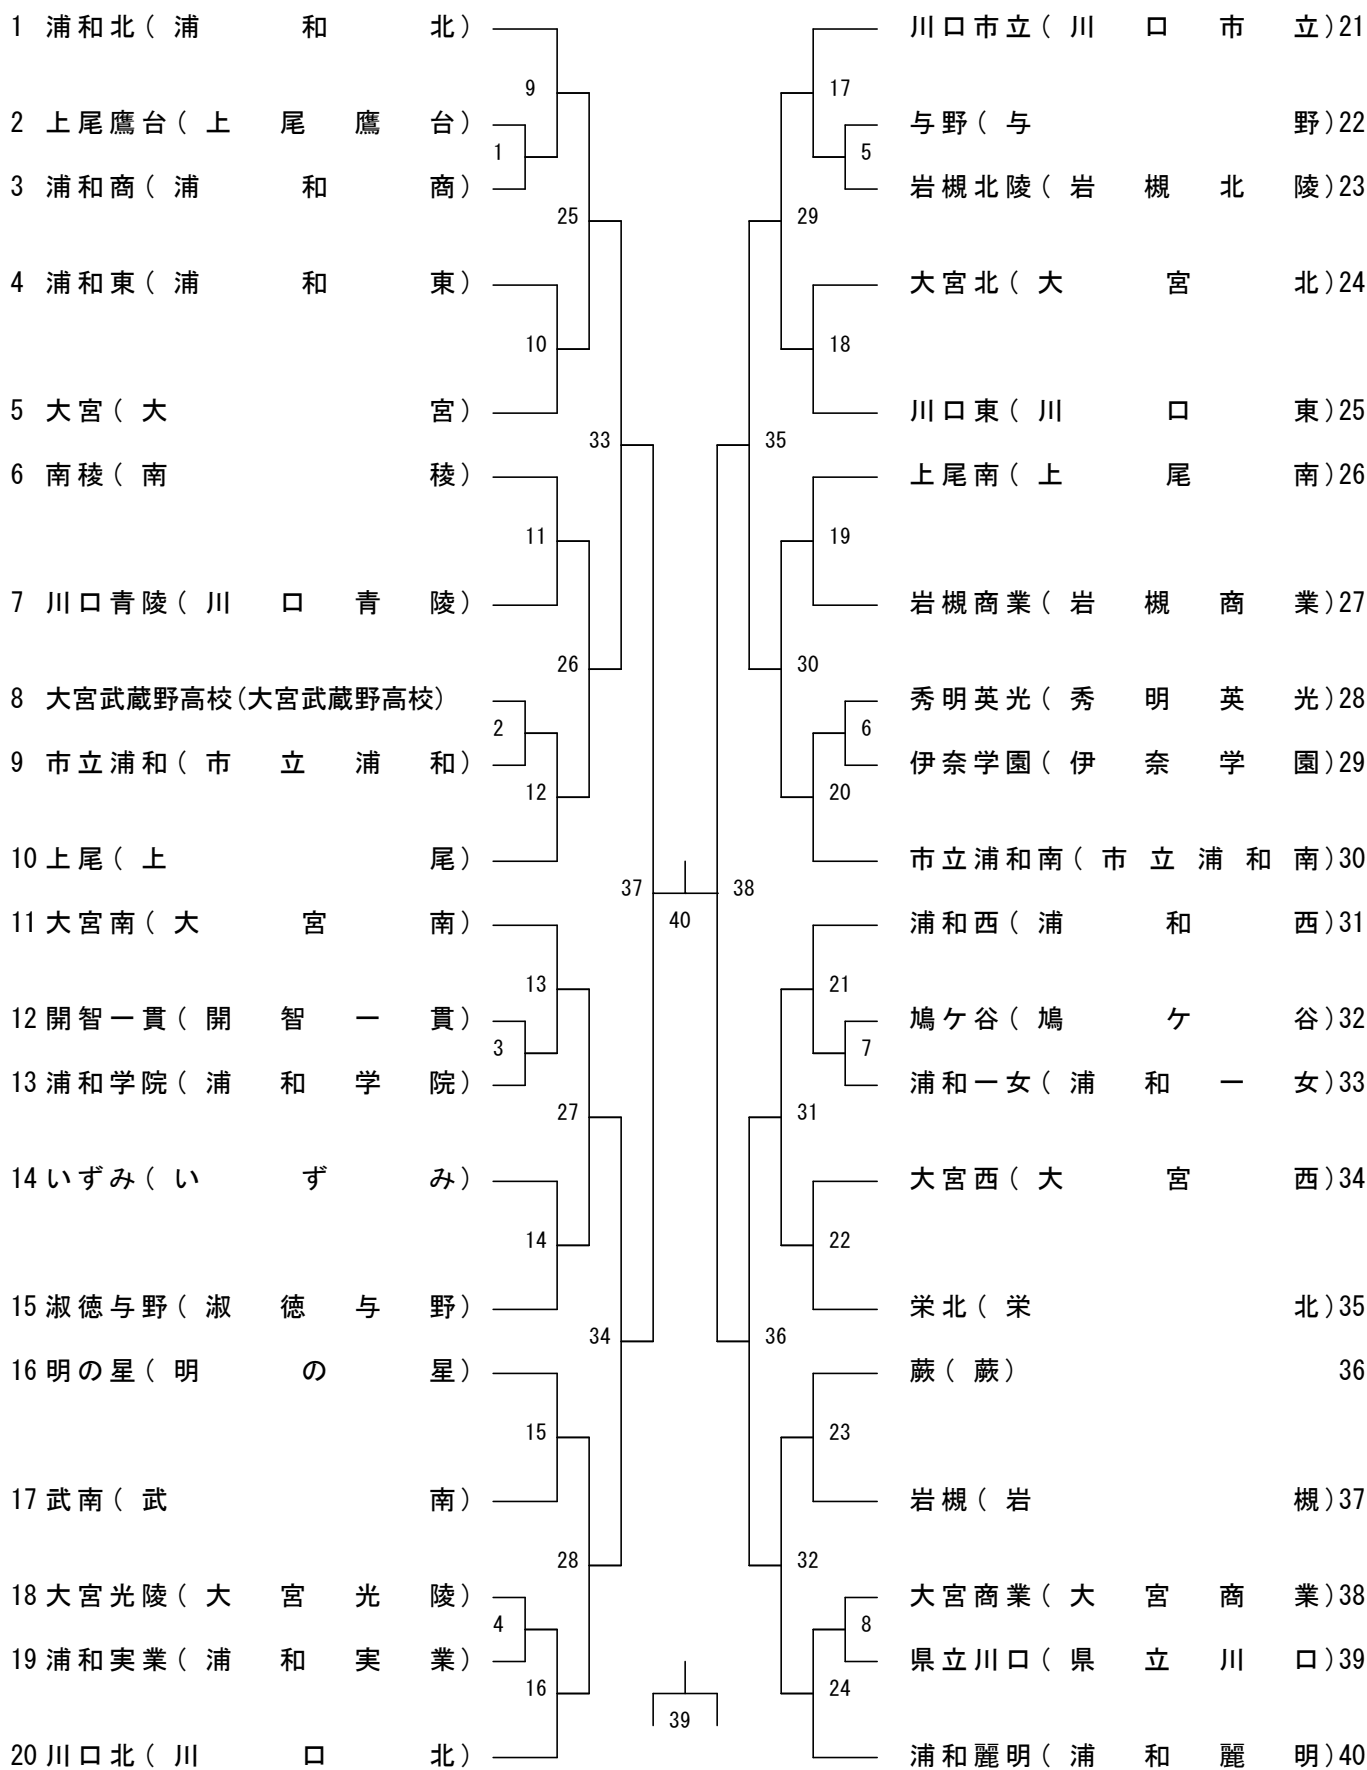 1 浦和北(浦和北) 川口市立(川口市立)21
9 17
2 上尾鷹台(上尾鷹台) 与野(与野)22
1 5
3 浦和商(浦和商) 岩槻北陵(岩槻北陵)23
25 29
4 浦和東(浦和東) 大宮北(大宮北)24
10 18
5 大宮(大宮) 川口東(川口東)25
33 35
6 南稜(南稜) 上尾南(上尾南)26
11 19
7 川口青陵(川口青陵) 岩槻商業(岩槻商業)27
26 30
8 大宮武蔵野高校(大宮武蔵野高校) 秀明英光(秀明英光)28
2 6
9 市立浦和(市立浦和) 伊奈学園(伊奈学園)29
12 20
10 上尾(上尾) 市立浦和南(市立浦和南)30
37 38
11 大宮南(大宮南) 40 浦和西(浦和西)31
13 21
12 開智一貫(開智一貫) 鳩ケ谷(鳩ケ谷)32
3 7
13 浦和学院(浦和学院) 浦和一女(浦和一女)33
27 31
14 いずみ(いずみ) 大宮西(大宮西)34
14 22
15 淑徳与野(淑徳与野) 栄北(栄北)35
34 36
16 明の星(明の星) 蕨(蕨) 36
15 23
17 武南(武南) 岩槻(岩槻)37
28 32
18 大宮光陵(大宮光陵) 大宮商業(大宮商業)38
4 8
19 浦和実業(浦和実業) 県立川口(県立川口)39
16 24
39
20 川口北(川口北) 浦和麗明(浦和麗明)40